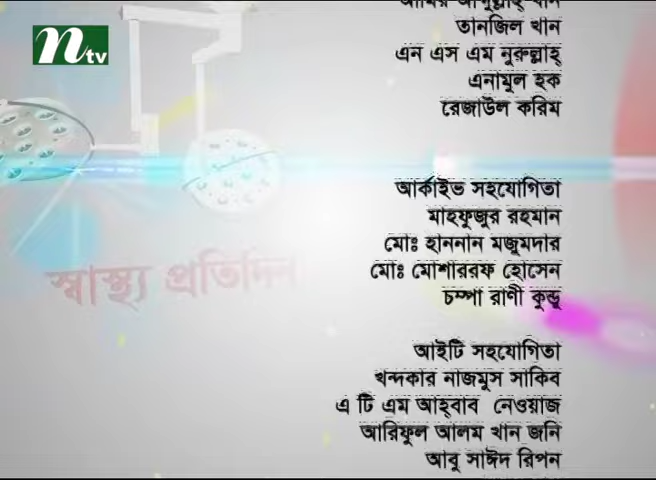 ntv
তানজিল খান
এন এস এম নুরুল্লাহ্
এনামুল হক
রেজাউল করিম
আর্কাইভ সহযোগিতা
মাহফুজুর রহমান
মোঃ হাননান মজুমদার
মোঃ মোশাররফ হোসেন
চম্পা রাণী কুন্ডু
স্বাস্থ্য প্রতিদিন
আইটি সহযোগিতা
খন্দকার নাজমুস সাকিব
এ টি এম আহ্বাব নেওয়াজ
আরিফুল আলম খান জনি
আবু সাঈদ রিপন